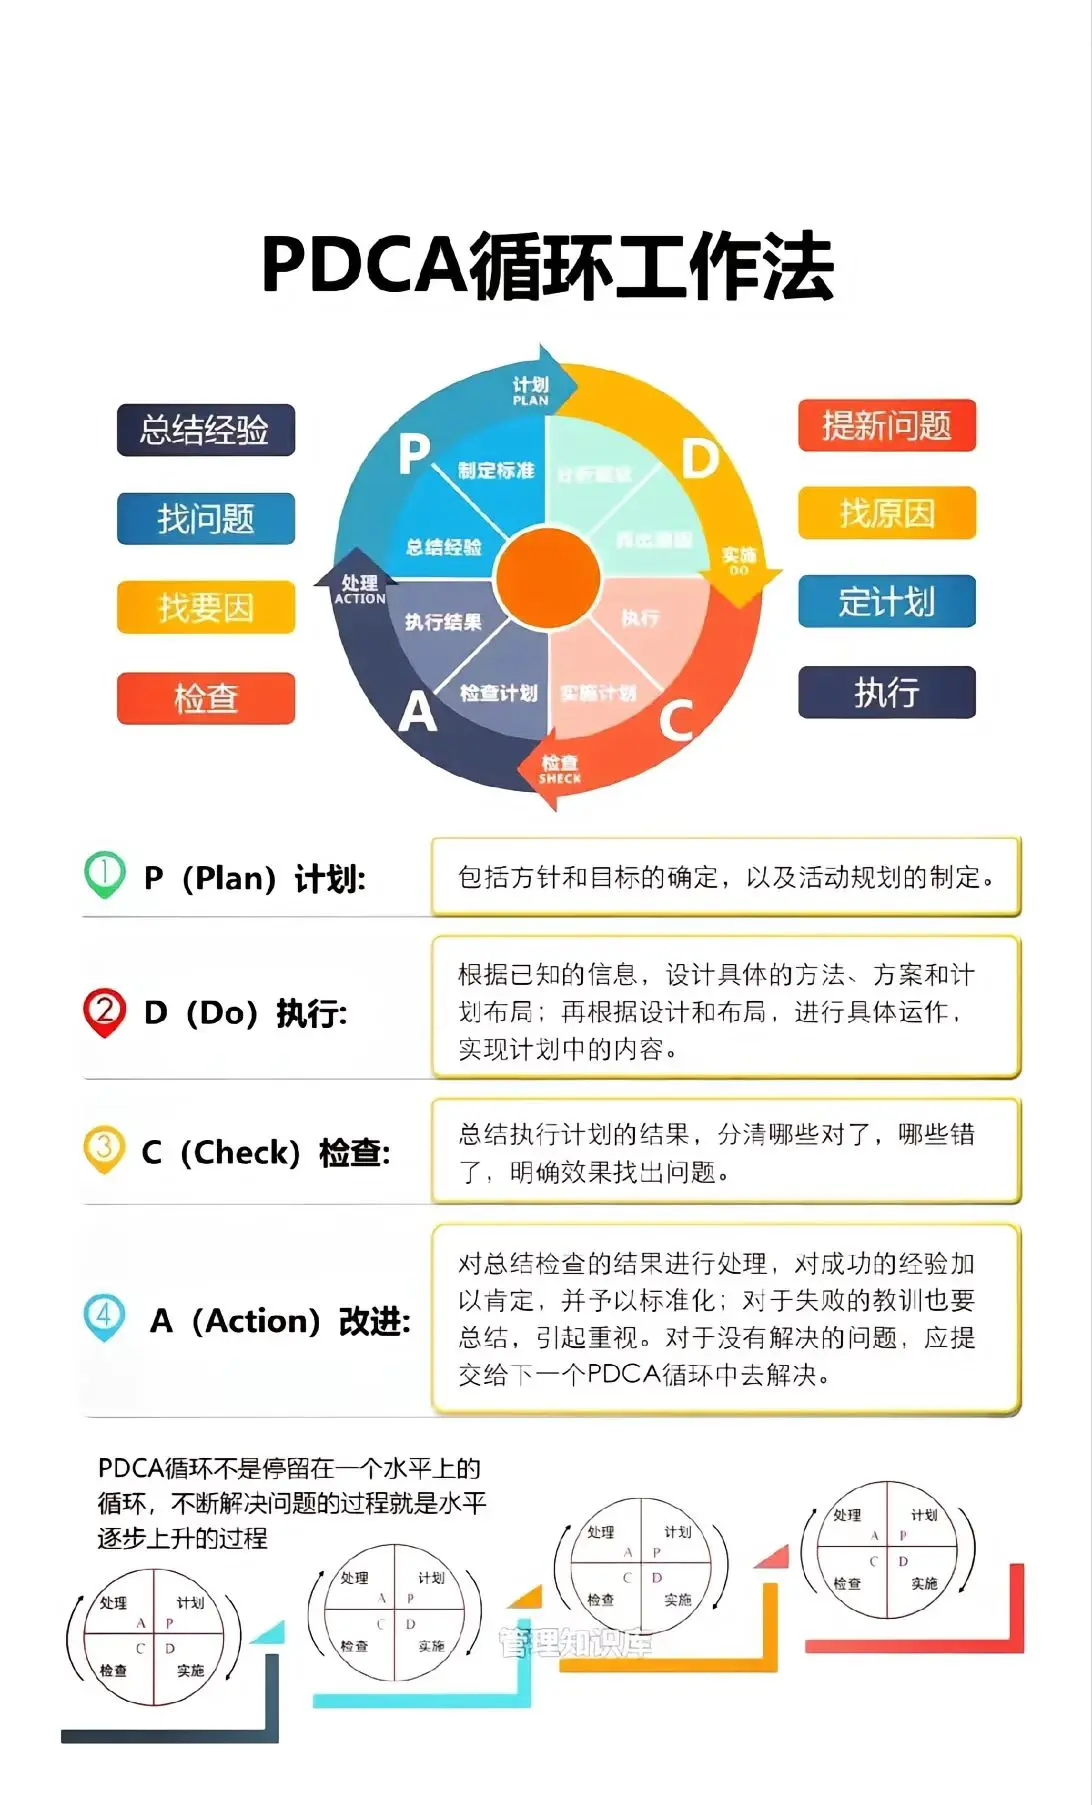 PDCA循环工作法
总结经验
找问题
找要因
检查
提新问题
找原因
定计划
执行
计划
PLAN
P
制定标准
总结经验
D
实施
DO
处理
ACTION
执行结果
检查计划
A
执行
实施计划
C
检查
SHECK
1
P（Plan）计划:
包括方针和目标的确定，以及活动规划的制定。
2
D（Do）执行:
根据已知的信息，设计具体的方法、方案和计
划布局；再根据设计和布局，进行具体运作，
实现计划中的内容。
3
C（Check）检查:
总结执行计划的结果，分清哪些对了，哪些错
了，明确效果找出问题。
4
A（Action）改进:
对总结检查的结果进行处理，对成功的经验加
以肯定，并予以标准化；对于失败的教训也要
总结，引起重视。对于没有解决的问题，应提
交给下一个PDCA循环中去解决。
PDCA循环不是停留在一个水平上的
循环，不断解决问题的过程就是水平
逐步上升的过程
处理 计划
A P
C D
检查 实施
处理 计划
A P
C D
检查 实施
处理 计划
A P
C D
检查 实施
处理 计划
A P
C D
检查 实施
管理知识库